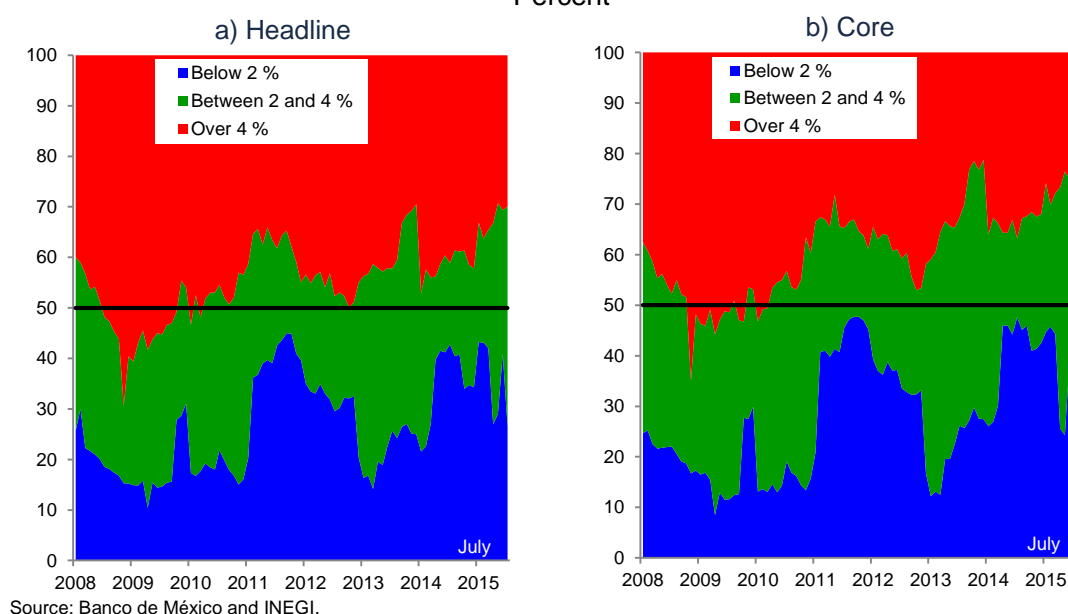 Percent
a) Headline
100
90
80
70
60
50
40
30
20
10
0
Below 2 %
Between 2 and 4 %
Over 4 %
July
2008 2009 2010 2011 2012 2013 2014 2015
b) Core
100
90
80
70
60
50
40
30
20
10
0
Below 2 %
Between 2 and 4 %
Over 4 %
July
2008 2009 2010 2011 2012 2013 2014 2015
Source: Banco de México and INEGI.